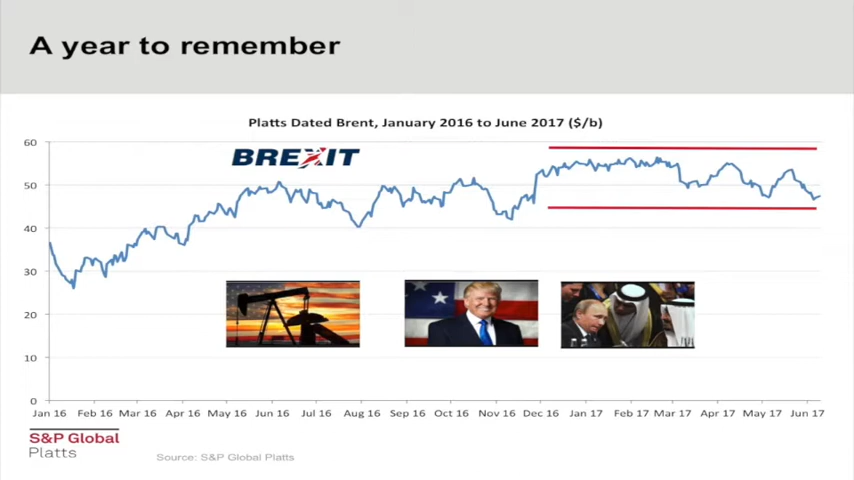 A year to remember
Platts Dated Brent, January 2016 to June 2017 ($/b)
BREXIT
60
50
40
30
20
10
0
Jan 16 Feb 16 Mar 16 Apr 16 May 16 Jun 16 Jul 16 Aug 16 Sep 16 Oct 16 Nov 16 Dec 16 Jan 17 Feb 17 Mar 17 Apr 17 May 17 Jun 17
S&P Global
Platts
Source: S&P Global Platts